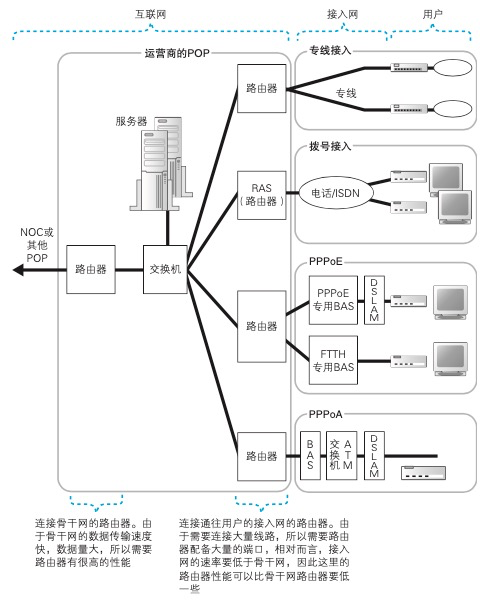 互联网
接入网
用户
运营商的POP
专线接入
路由器
专线
服务器
拨号接入
RAS
（路由器）
电话/ISDN
NOC或
其他
POP
路由器
交换机
PPPoE
PPPoE
专用BAS
DSLAM
路由器
FTTH
专用BAS
PPPoA
路由器
BAS
交换机
ATM
DSLAM
连接骨干网的路由器。由
于骨干网的数据传输速度
快，数据量大，所以需要
路由器有很高的性能
连接通往用户的接入网的路由器。由
于需要连接大量线路，所以需要路由
器配备大量的端口，相对而言，接入
网的速率要低于骨干网，因此这里的
路由器性能可以比骨干网路由器要低
一些